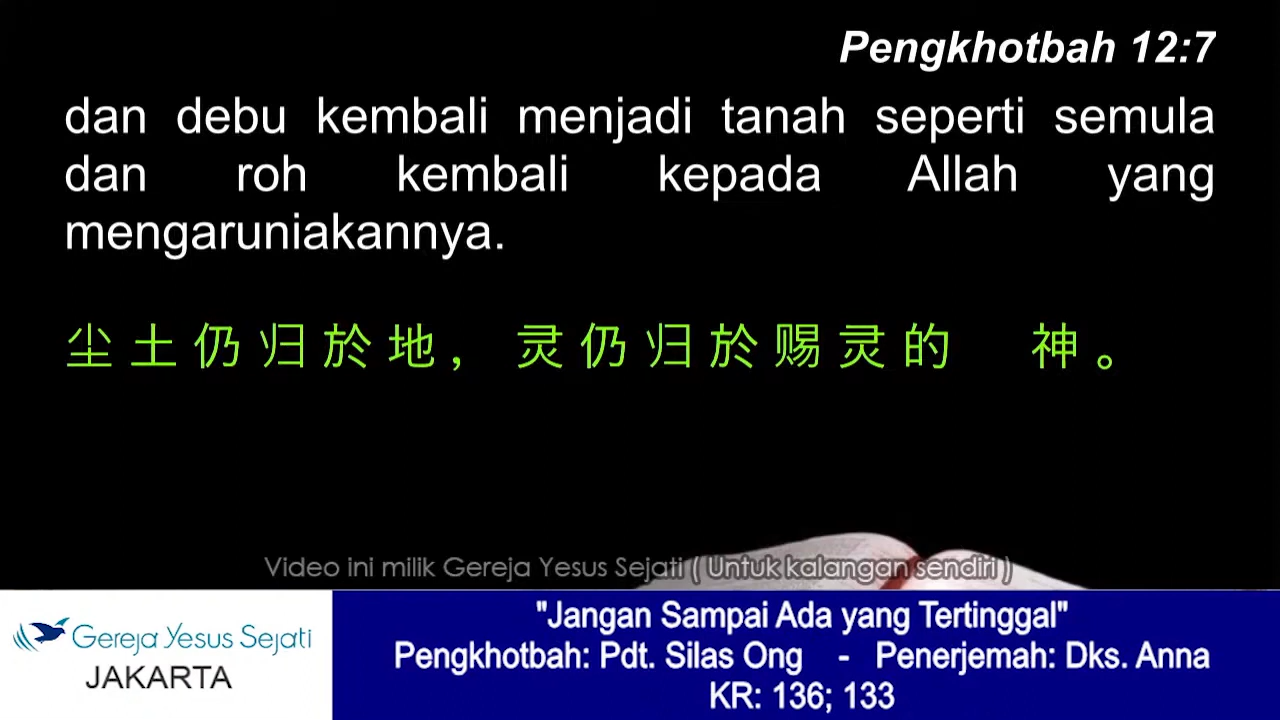 Pengkhotbah 12:7
dan debu kembali menjadi tanah seperti semula
dan roh kembali kepada Allah yang
mengaruniakannya.
尘土仍归於地，灵仍归於赐灵的　神。
Video ini milik Gereja Yesus Sejati ( Untuk kalangan sendiri )
Gereja Yesus Sejati
JAKARTA
"Jangan Sampai Ada yang Tertinggal"
Pengkhotbah: Pdt. Silas Ong - Penerjemah: Dks. Anna
KR: 136; 133